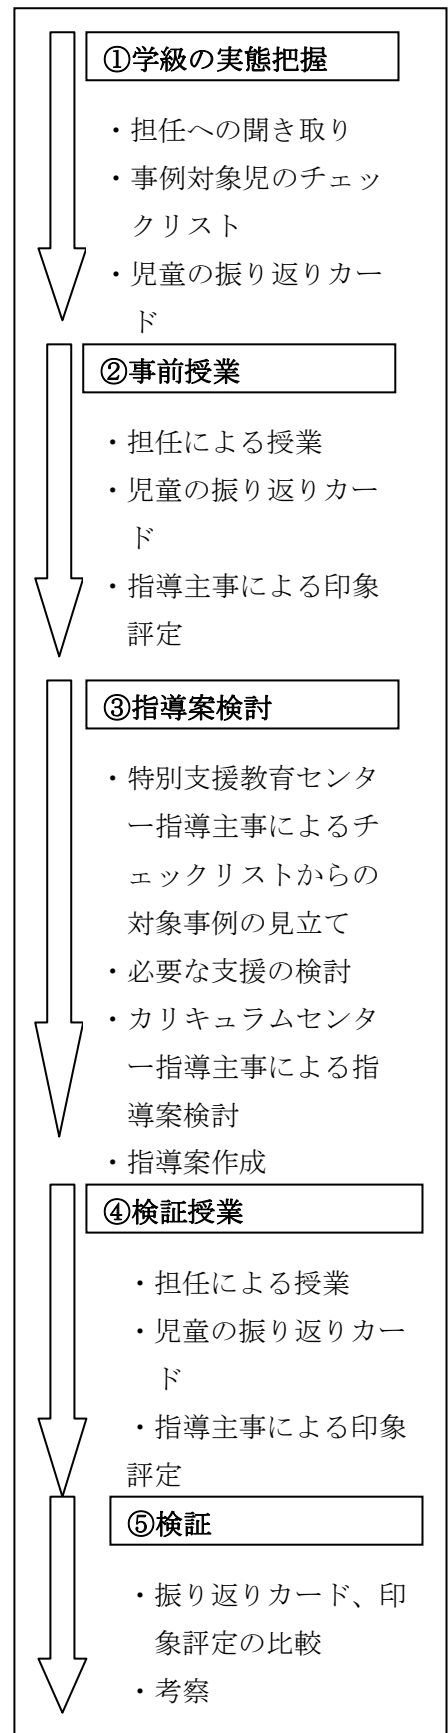 ①学級の実態把握
・担任への聞き取り
・事例対象児のチェッ
クリスト
・児童の振り返りカー
ド
②事前授業
・担任による授業
・児童の振り返りカー
ド
・指導主事による印象
評定
③指導案検討
・特別支援教育センタ
ー指導主事によるチ
ェックリストからの
対象事例の見立て
・必要な支援の検討
・カリキュラムセンタ
ー指導主事による指
導案検討
・指導案作成
④検証授業
・担任による授業
・児童の振り返りカー
ド
・指導主事による印象
評定
⑤検証
・振り返りカード、印
象評定の比較
・考察